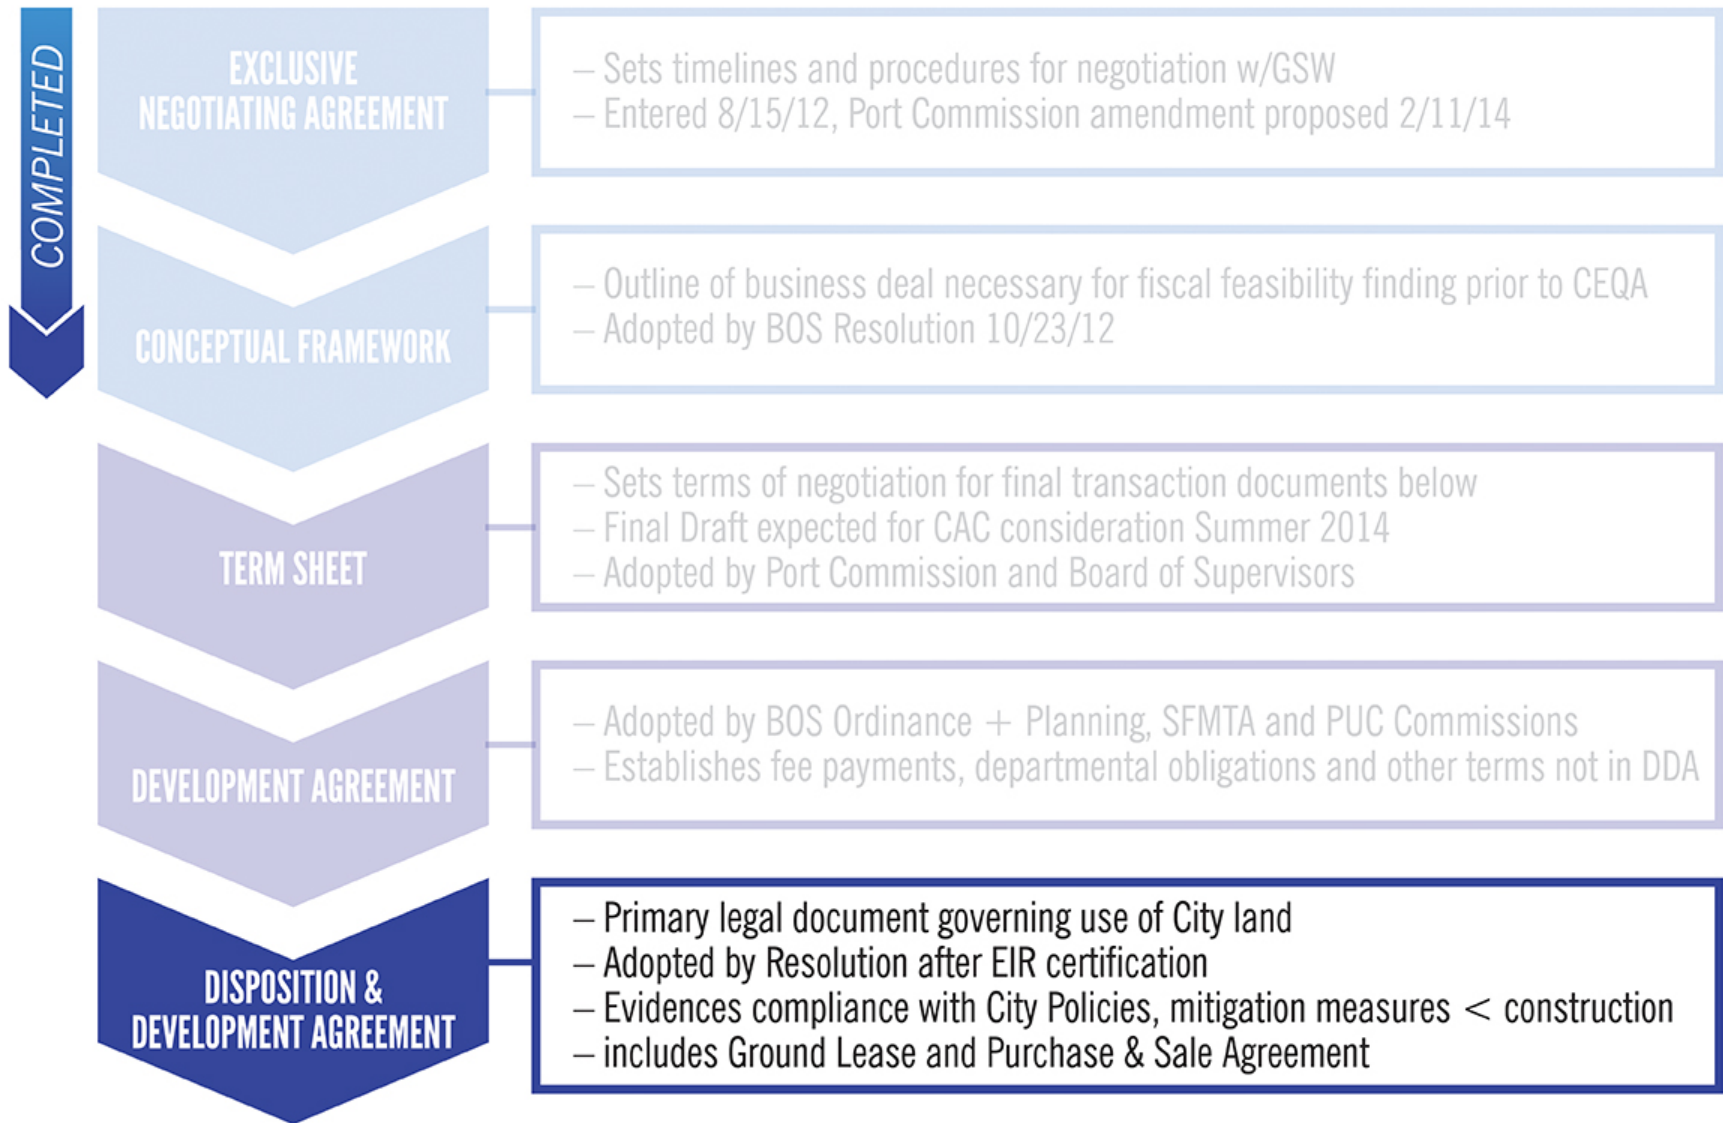 COMPLETED
EXCLUSIVE
NEGOTIATING AGREEMENT
– Sets timelines and procedures for negotiation w/GSW
– Entered 8/15/12, Port Commission amendment proposed 2/11/14
CONCEPTUAL FRAMEWORK
– Outline of business deal necessary for fiscal feasibility finding prior to CEQA
– Adopted by BOS Resolution 10/23/12
TERM SHEET
– Sets terms of negotiation for final transaction documents below
– Final Draft expected for CAC consideration Summer 2014
– Adopted by Port Commission and Board of Supervisors
DEVELOPMENT AGREEMENT
– Adopted by BOS Ordinance + Planning, SFMTA and PUC Commissions
– Establishes fee payments, departmental obligations and other terms not in DDA
DISPOSITION &
DEVELOPMENT AGREEMENT
– Primary legal document governing use of City land
– Adopted by Resolution after EIR certification
– Evidences compliance with City Policies, mitigation measures < construction
– includes Ground Lease and Purchase & Sale Agreement